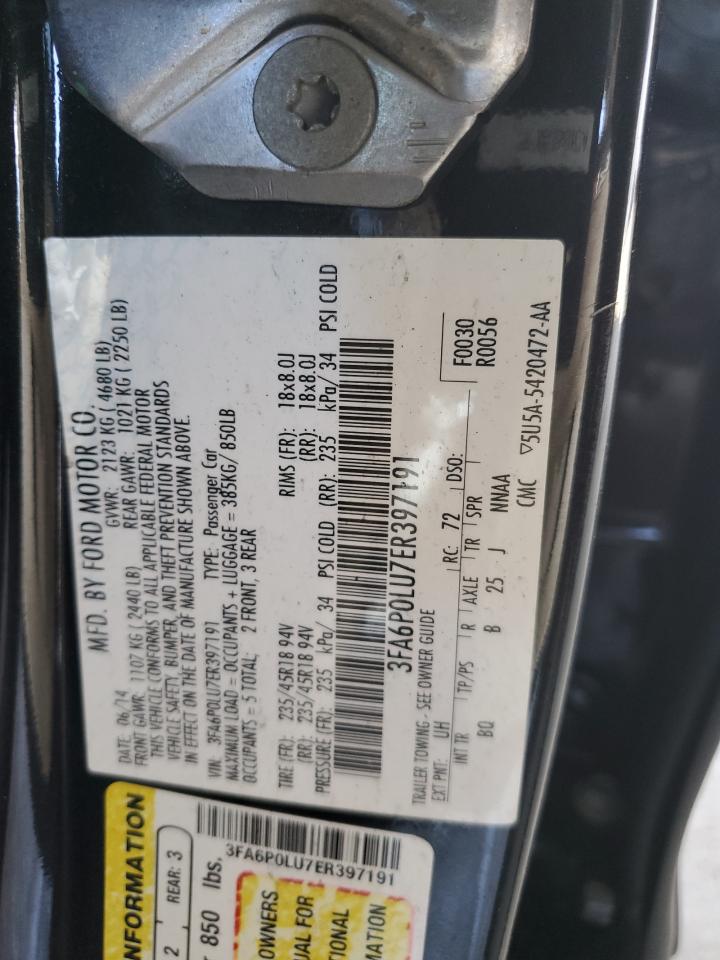 MFD. BY FORD MOTOR CO.
DATE: 06/14 GVWR: 2123 KG ( 4680 LB)
FRONT GAWR: 1107 KG ( 2440 LB) REAR GAWR: 1021 KG ( 2250 LB)
THIS VEHICLE CONFORMS TO ALL APPLICABLE FEDERAL MOTOR
VEHICLE SAFETY, BUMPER, AND THEFT PREVENTION STANDARDS
IN EFFECT ON THE DATE OF MANUFACTURE SHOWN ABOVE.
VIN: 3FA6P0LU7ER397191 TYPE: Passenger Car
MAXIMUM LOAD = OCCUPANTS + LUGGAGE = 385KG/ 850LB
OCCUPANTS = 5 TOTAL: 2 FRONT, 3 REAR
TIRE (FR): 235/45R18 94V RIMS (FR): 18x8.0J
(RR): 235/45R18 94V (RR): 18x8.0J
PRESSURE (FR): 235 kPa/ 34 PSI COLD (RR): 235 kPa/ 34 PSI COLD
3FA6P0LU7ER397191
F0030
R0056
TRAILER TOWING - SEE OWNER GUIDE
EXT PNT: UH RC: 72 DSO:
INT TR TP/PS R AXLE TR SPR
BQ B 25 J NNAA
CMC ▽5U5A-5420472-AA
INFORMATION
2 REAR: 3
850 lbs.
3FA6P0LU7ER397191
OWNERS
UAL FOR
TIONAL
MATION